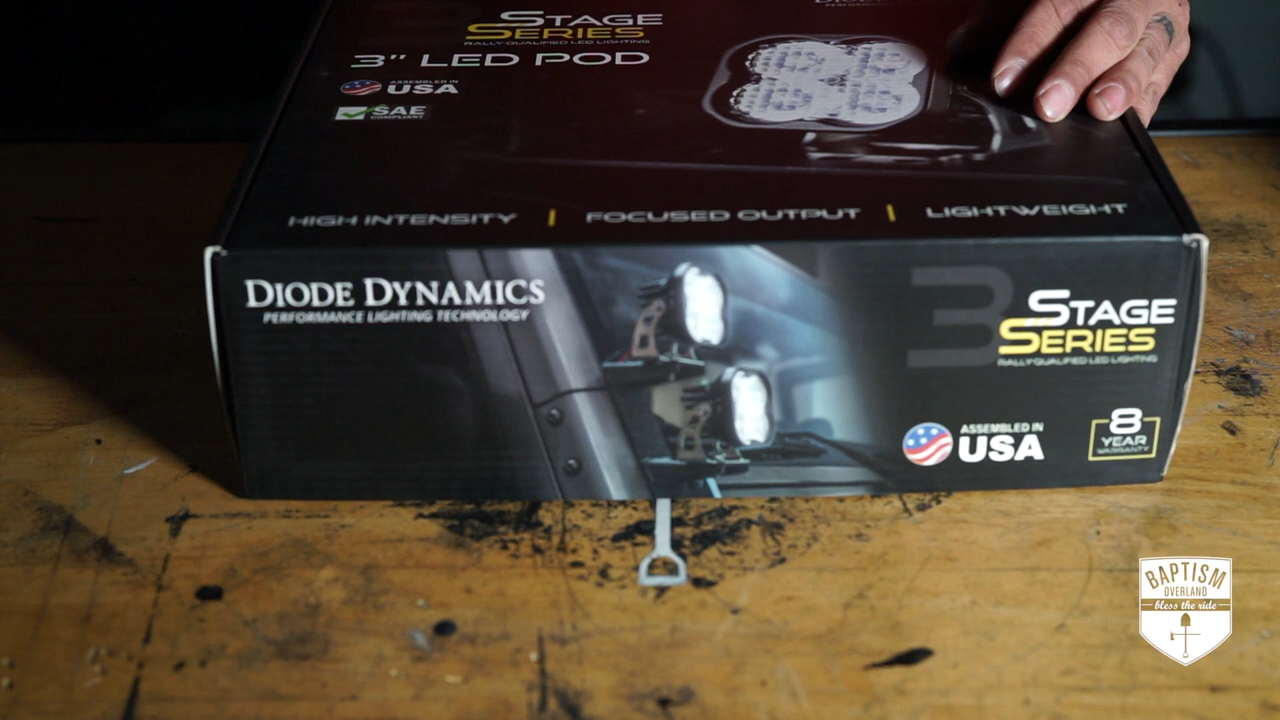 STAGE
SERIES
RALLY-QUALIFIED LED LIGHTING
3" LED POD
ASSEMBLED IN
USA
SAE
COMPLIANT
HIGH INTENSITY | FOCUSED OUTPUT | LIGHTWEIGHT
DIODE DYNAMICS
PERFORMANCE LIGHTING TECHNOLOGY
3
STAGE
SERIES
RALLY-QUALIFIED LED LIGHTING
ASSEMBLED IN
USA
8
YEAR
WARRANTY
BAPTISM
OVERLAND
bless the ride